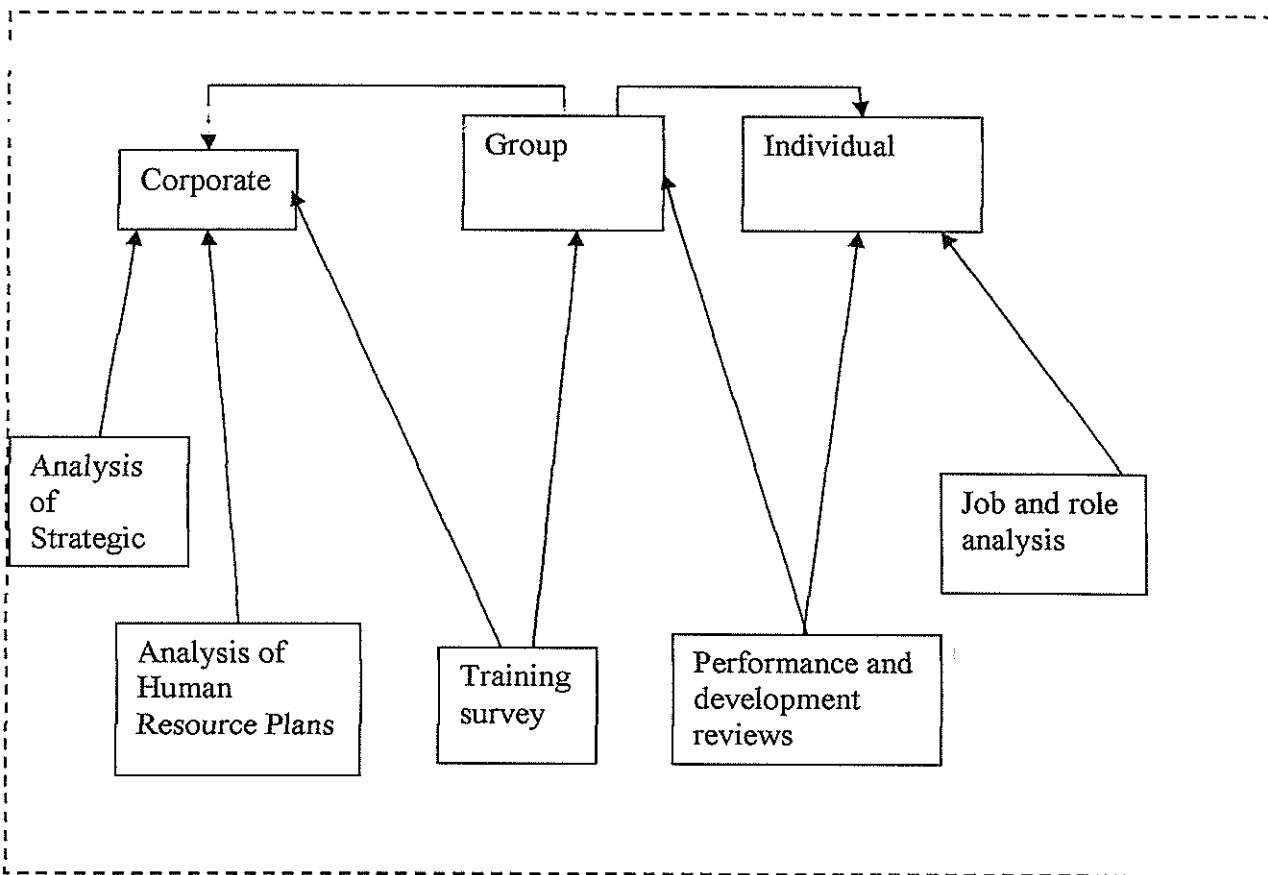 Corporate
Group
Individual
Analysis
of
Strategic
Job and role
analysis
Analysis of
Human
Resource Plans
Training
survey
Performance and
development
reviews